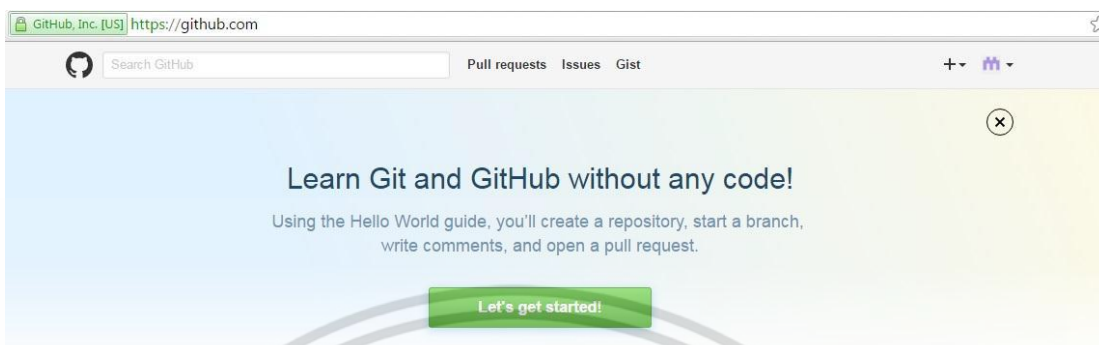 GitHub, Inc. [US] https://github.com
Search GitHub Pull requests Issues Gist
Learn Git and GitHub without any code!
Using the Hello World guide, you'll create a repository, start a branch,
write comments, and open a pull request.
Let's get started!